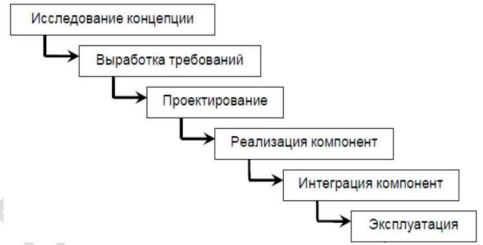 Исследование концепции
Выработка требований
Проектирование
Реализация компонент
Интеграция компонент
Эксплуатация